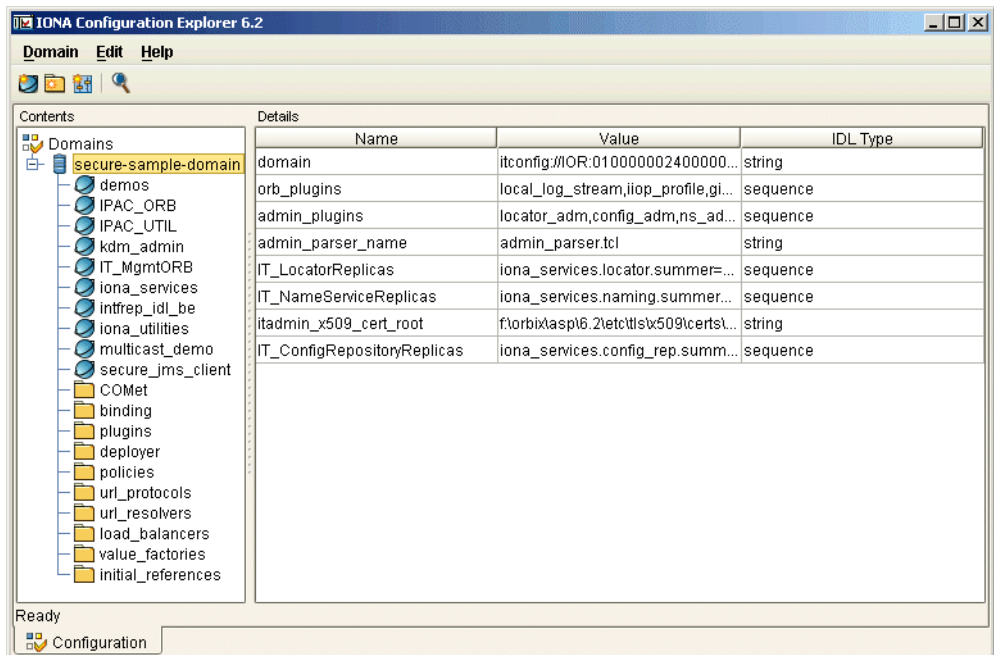 IONA Configuration Explorer 6.2
Domain Edit Help
Contents
Details
Domains
secure-sample-domain
demos
IPAC_ORB
IPAC_UTIL
kdm_admin
IT_MgmtORB
iona_services
intfrep_idl_be
iona_utilities
multicast_demo
secure_jms_client
COMet
binding
plugins
deployer
policies
url_protocols
url_resolvers
load_balancers
value_factories
initial_references
Name Value IDL Type
domain itconfig://IOR:010000002400000... string
orb_plugins local_log_stream,iiop_profile,gi... sequence
admin_plugins locator_adm,config_adm,ns_ad... sequence
admin_parser_name admin_parser.tcl string
IT_LocatorReplicas iona_services.locator.summer=... sequence
IT_NameServiceReplicas iona_services.naming.summer... sequence
itadmin_x509_cert_root f:\orbix\asp\6.2\etc\tls\x509\certs\... string
IT_ConfigRepositoryReplicas iona_services.config_rep.summ... sequence
Ready
Configuration